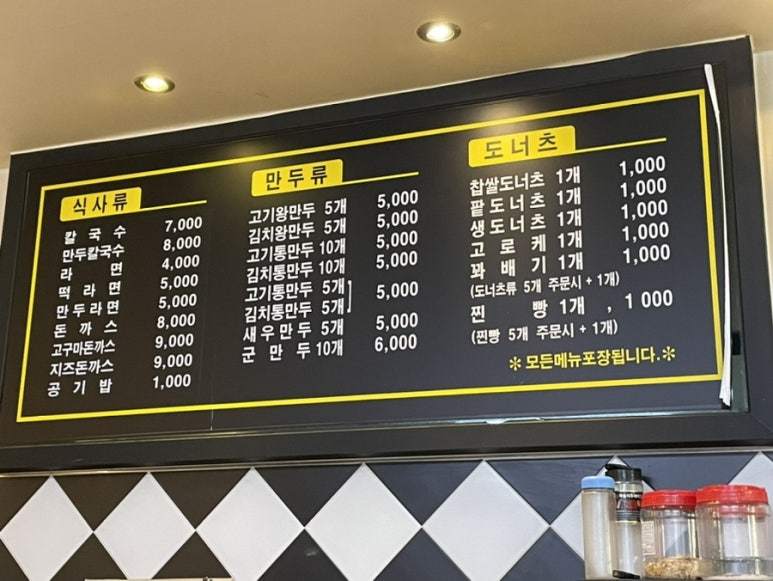 식사류
칼국수 7,000
만두칼국수 8,000
라면 4,000
떡라면 5,000
만두라면 5,000
돈까스 8,000
고구마돈까스 9,000
치즈돈까스 9,000
공기밥 1,000
만두류
고기왕만두 5개 5,000
김치왕만두 5개 5,000
고기통만두 10개 5,000
김치통만두 10개 5,000
고기통만두 5개
김치통만두 5개 5,000
새우만두 5개 5,000
군만두 10개 6,000
도너츠
찹쌀도너츠 1개 1,000
팥도너츠 1개 1,000
생도너츠 1개 1,000
고로케 1개 1,000
꽈배기 1개 1,000
(도너츠류 5개 주문시 + 1개)
찐빵 1개 , 1 000
(찐빵 5개 주문시 + 1개)
* 모든메뉴포장됩니다.*